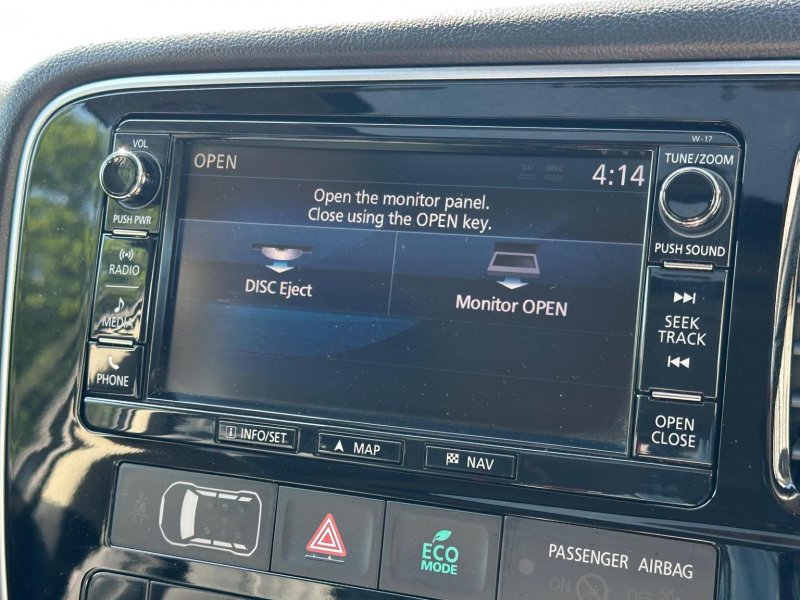 W-17
VOL
PUSH PWR
RADIO
MEDIA
PHONE
OPEN
SD DISC
4:14
Open the monitor panel.
Close using the OPEN key.
DISC Eject
Monitor OPEN
TUNE/ZOOM
PUSH SOUND
SEEK
TRACK
OPEN
CLOSE
INFO/SET
MAP
NAV
ECO
MODE
PASSENGER AIRBAG
ON OFF